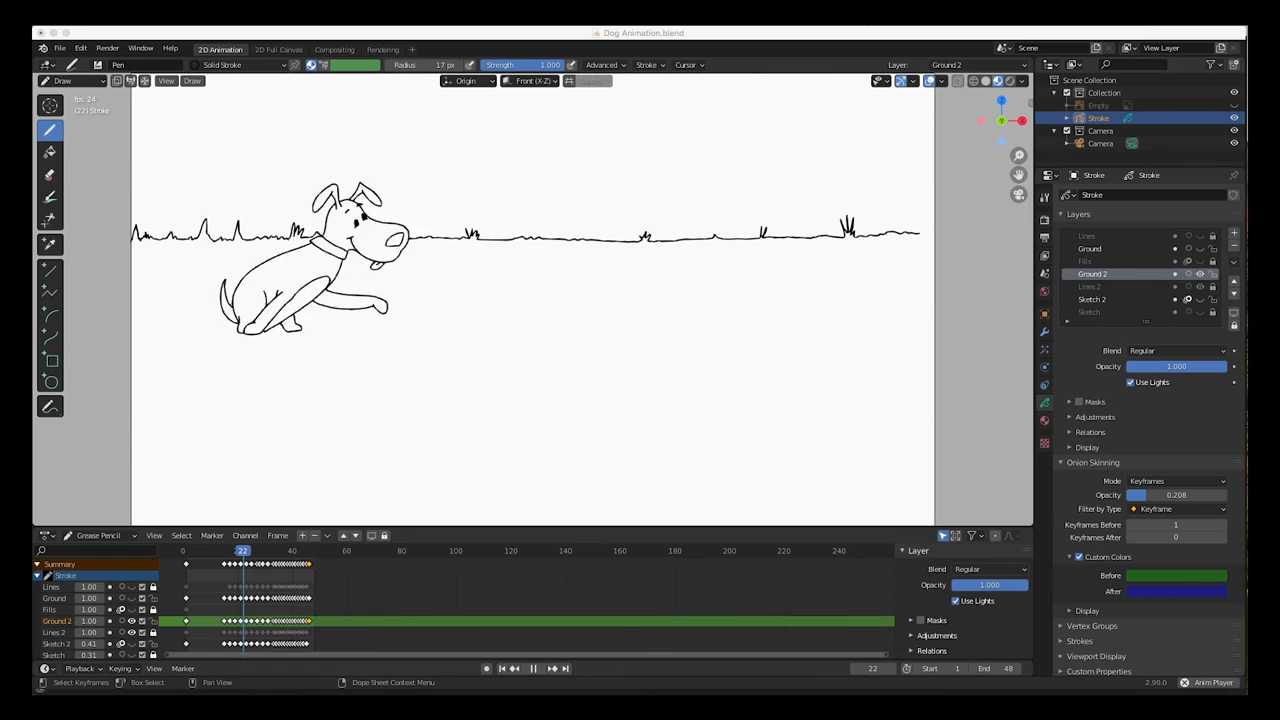 Dog Animation.blend
File Edit Render Window Help 2D Animation 2D Full Canvas Compositing Rendering + Scene View Layer
Pen Solid Stroke Radius 17 px Strength 1.000 Advanced Stroke Cursor Layer: Ground 2
Draw View Draw Origin Front (X-Z) Guides
fps: 24
(22) Stroke
Scene Collection
Collection
Empty
Stroke
Camera
Camera
Stroke Stroke
Stroke
Layers
Lines
Ground
Fills
Ground 2
Lines 2
Sketch 2
Sketch
Blend Regular
Opacity 1.000
Use Lights
Masks
Adjustments
Relations
Display
Onion Skinning
Mode Keyframes
Opacity 0.208
Filter by Type Keyframe
Keyframes Before 1
Keyframes After 0
Custom Colors
Before
After
Display
Vertex Groups
Strokes
Viewport Display
Custom Properties
Grease Pencil View Select Marker Channel Frame
0 22 40 60 80 100 120 140 160 180 200 220 240
Summary
Stroke
Lines 1.00
Ground 1.00
Fills 1.00
Ground 2 1.00
Lines 2 1.00
Sketch 2 0.41
Sketch 0.31
Layer
Blend Regular
Opacity 1.000
Use Lights
Masks
Adjustments
Relations
Playback Keying View Marker 22 Start 1 End 48
Select Keyframes Box Select Pan View Dope Sheet Context Menu 2.90.0 Anim Player